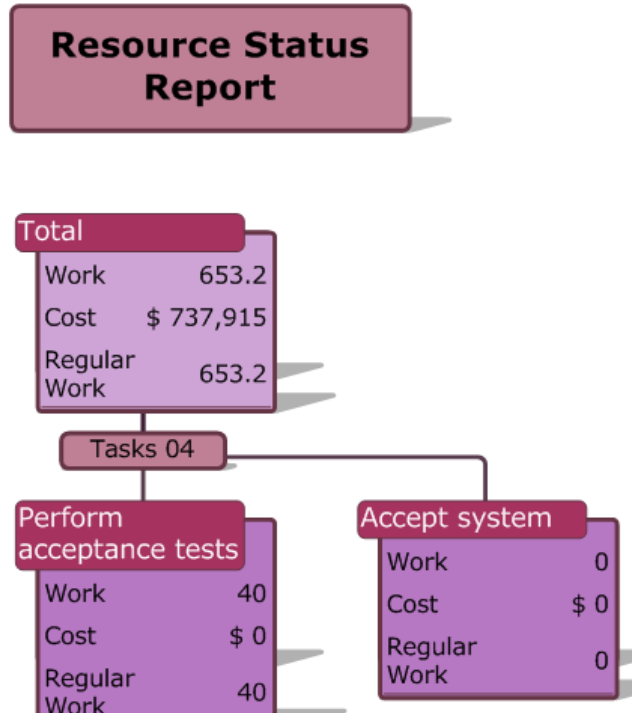 Resource Status
Report
Total
Work 653.2
Cost $ 737,915
Regular
Work 653.2
Tasks 04
Perform
acceptance tests
Work 40
Cost $ 0
Regular
Work 40
Accept system
Work 0
Cost $ 0
Regular
Work 0